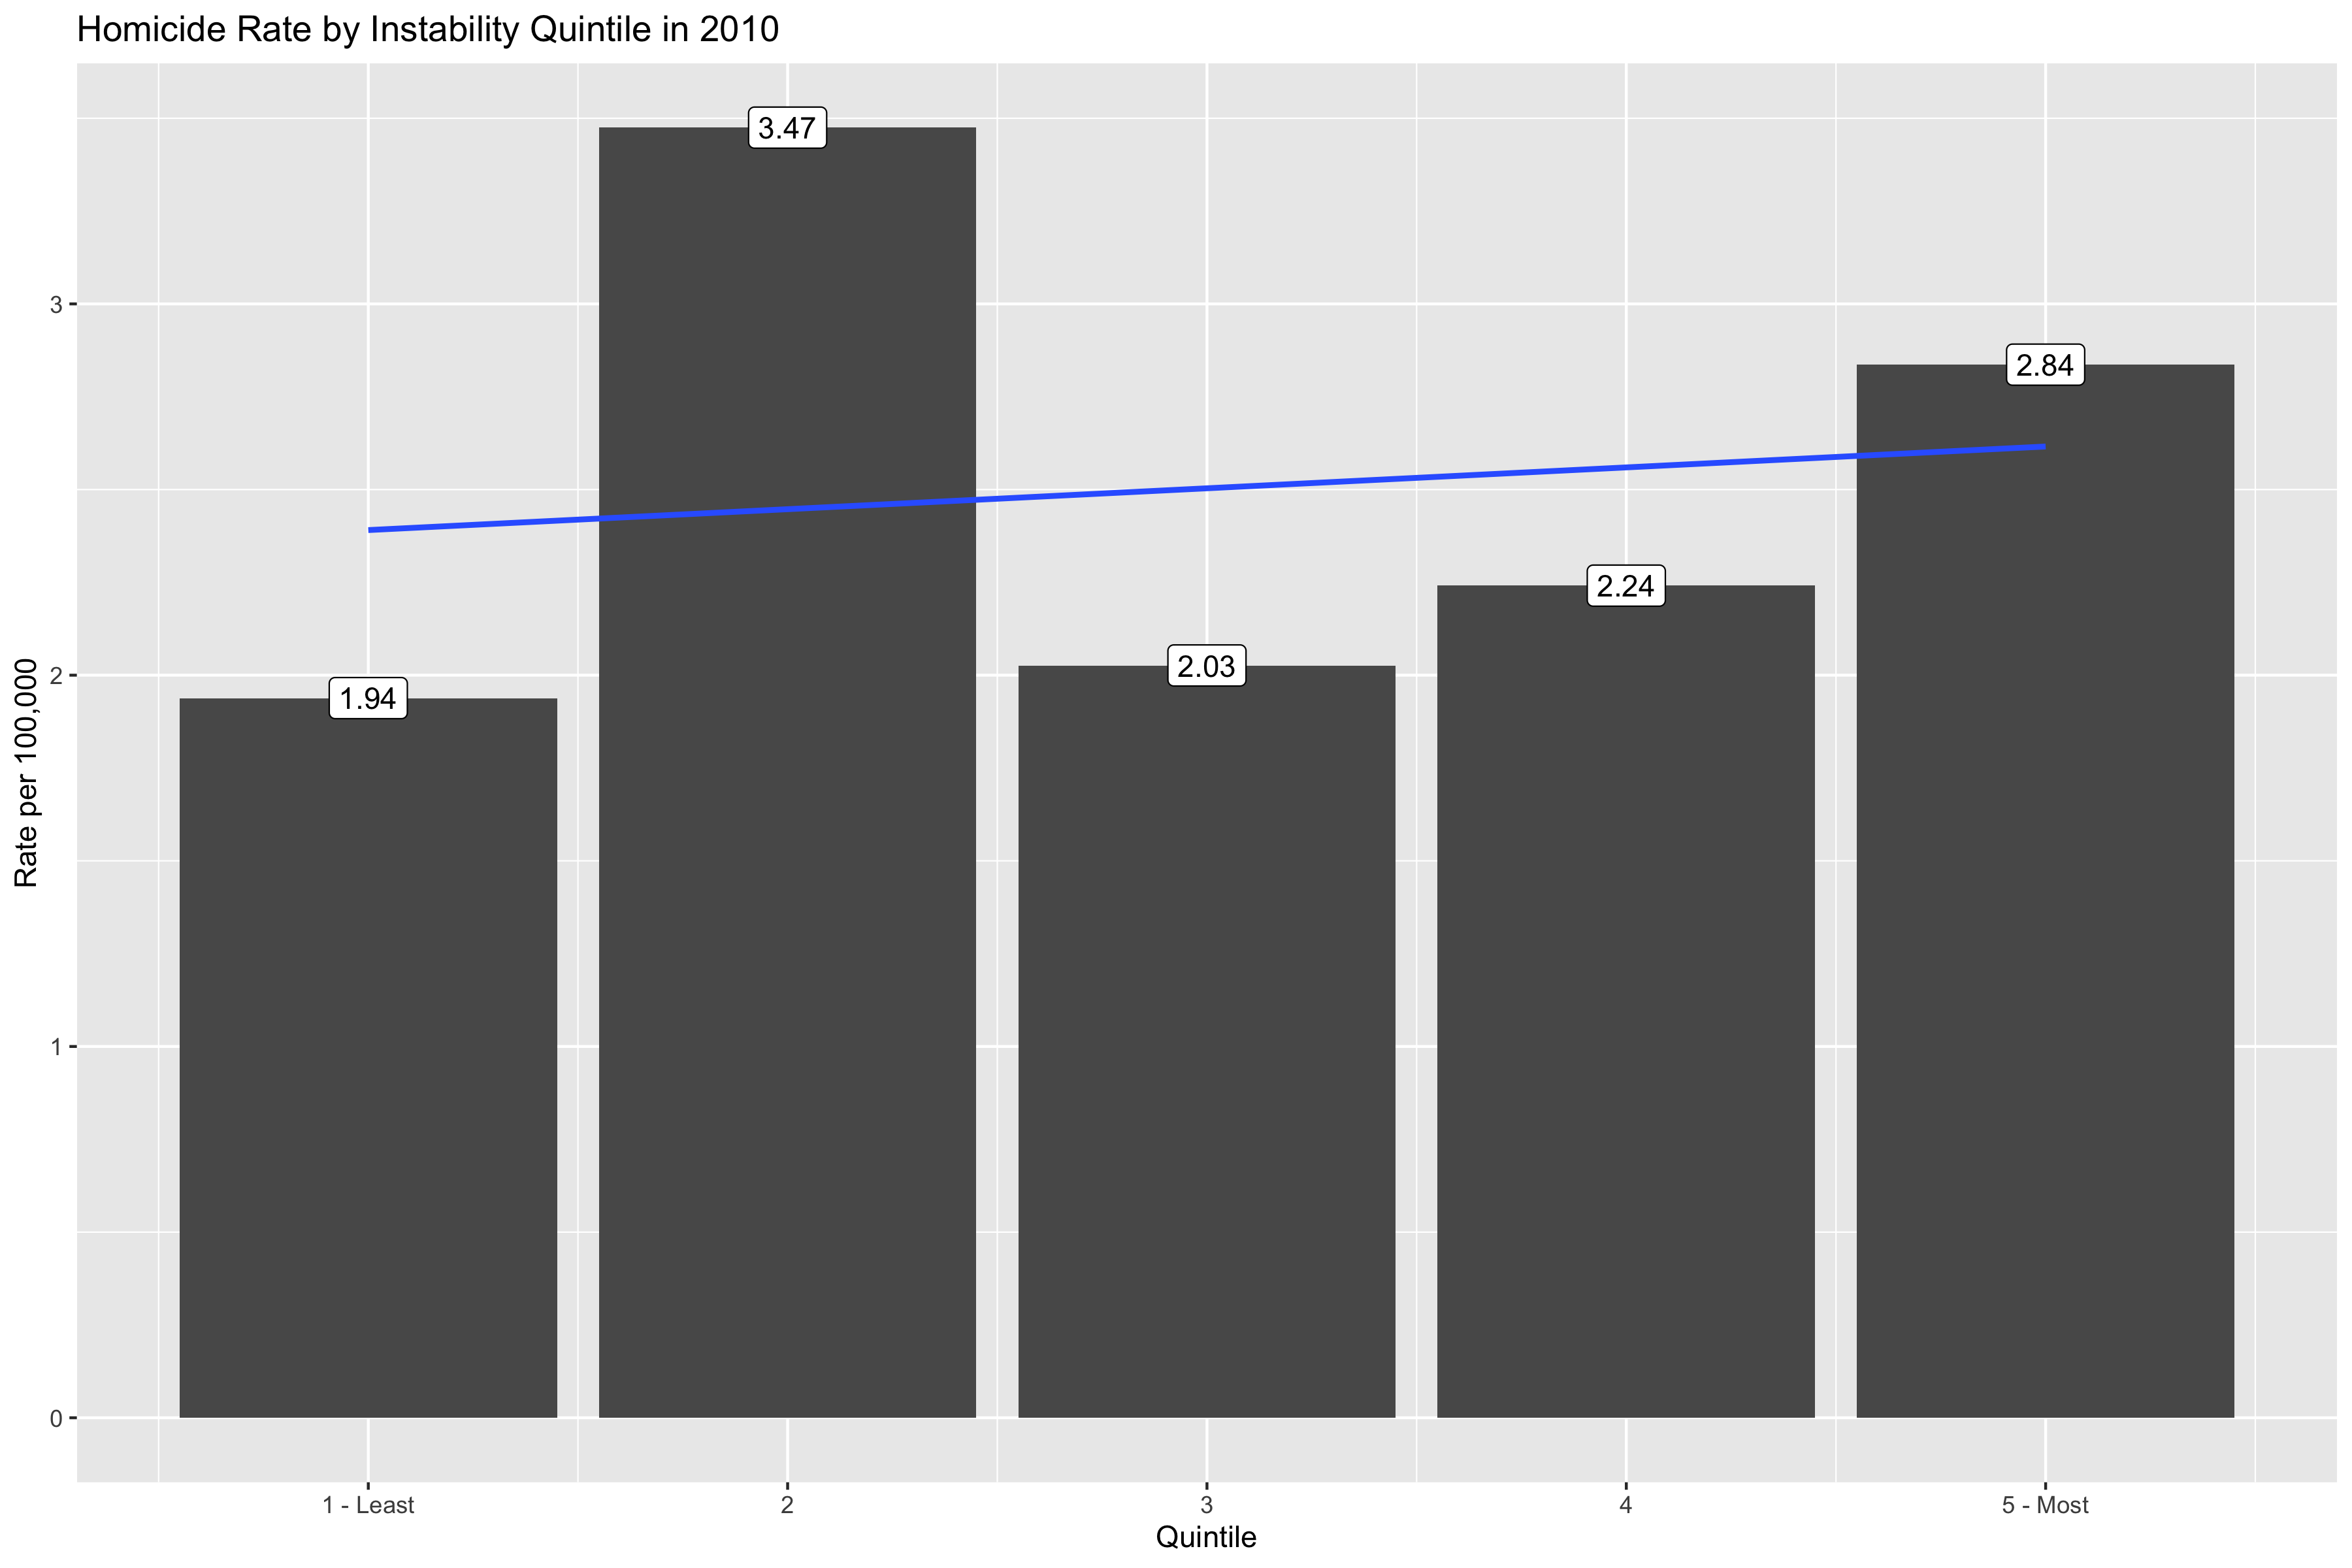 Homicide Rate by Instability Quintile in 2010
3.47
3
2.84
2.24
2.03
2
1.94
Rate per 100,000
1
0
1 - Least
2
3
4
5 - Most
Quintile